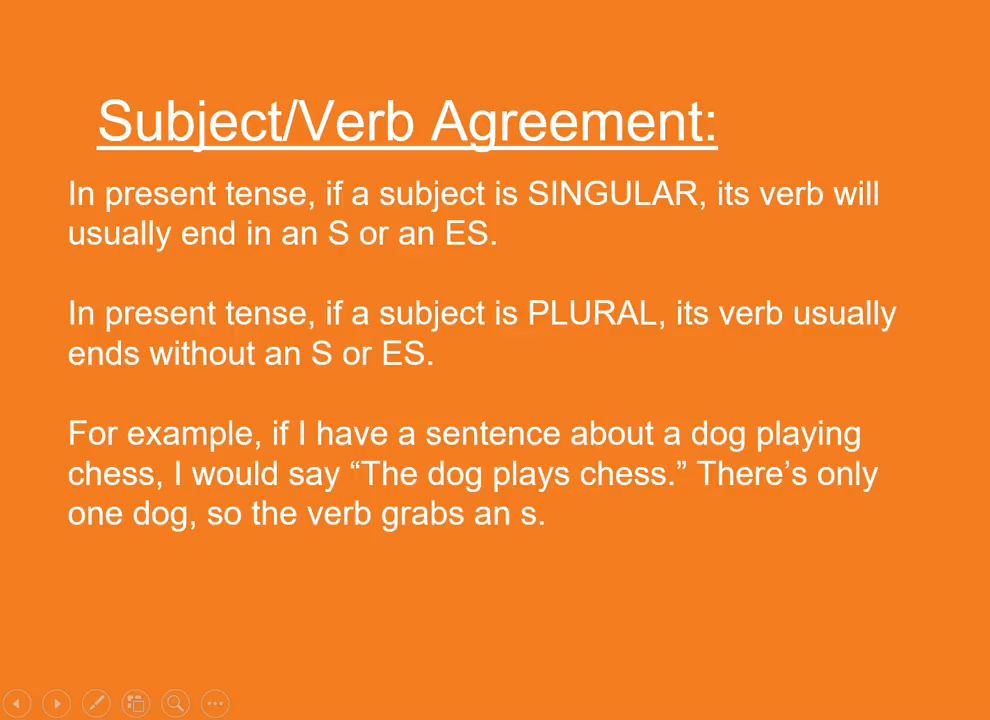 Subject/Verb Agreement:
In present tense, if a subject is SINGULAR, its verb will
usually end in an S or an ES.
In present tense, if a subject is PLURAL, its verb usually
ends without an S or ES.
For example, if I have a sentence about a dog playing
chess, I would say “The dog plays chess.” There’s only
one dog, so the verb grabs an s.